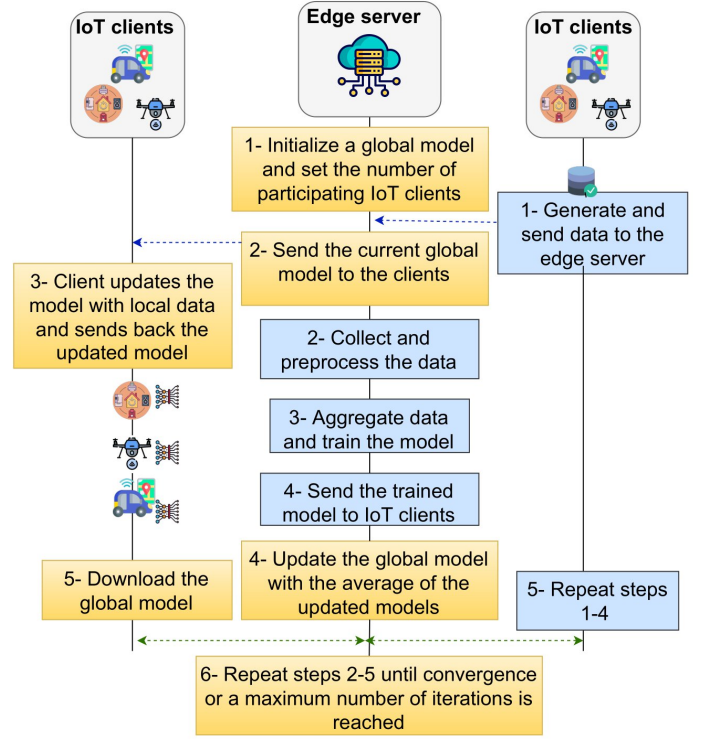 IoT clients
Edge server
IoT clients
1- Initialize a global model
and set the number of
participating IoT clients
1- Generate and
send data to the
edge server
2- Send the current global
model to the clients
3- Client updates the
model with local data
and sends back the
updated model
2- Collect and
preprocess the data
3- Aggregate data
and train the model
4- Send the trained
model to IoT clients
4- Update the global model
with the average of the
updated models
5- Download the
global model
5- Repeat steps
1-4
6- Repeat steps 2-5 until convergence
or a maximum number of iterations is
reached